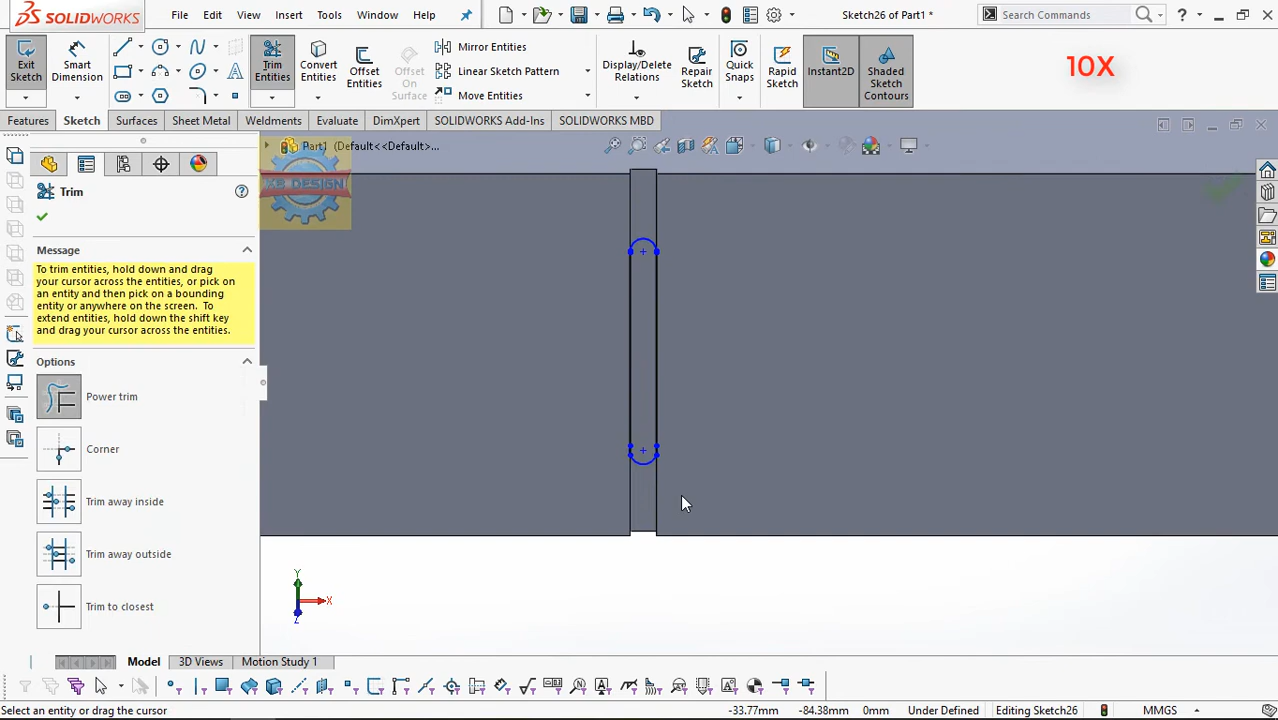 SOLIDWORKS
File
Edit
View
Insert
Tools
Window
Help
Sketch26 of Part1 *
Search Commands
?
Exit Sketch
Smart Dimension
Trim Entities
Convert Entities
Offset Entities
Offset On Surface
Mirror Entities
Linear Sketch Pattern
Move Entities
Display/Delete Relations
Repair Sketch
Quick Snaps
Rapid Sketch
Instant2D
Shaded Sketch Contours
10X
Features
Sketch
Surfaces
Sheet Metal
Weldments
Evaluate
DimXpert
SOLIDWORKS Add-Ins
SOLIDWORKS MBD
Part1 (Default<<Default>...
Trim
?
Message
To trim entities, hold down and drag
your cursor across the entities, or pick on
an entity and then pick on a bounding
entity or anywhere on the screen. To
extend entities, hold down the shift key
and drag your cursor across the entities.
Options
Power trim
Corner
Trim away inside
Trim away outside
Trim to closest
Y
X
Z
Model
3D Views
Motion Study 1
Select an entity or drag the cursor
-33.77mm
-84.38mm
0mm
Under Defined
Editing Sketch26
MMGS